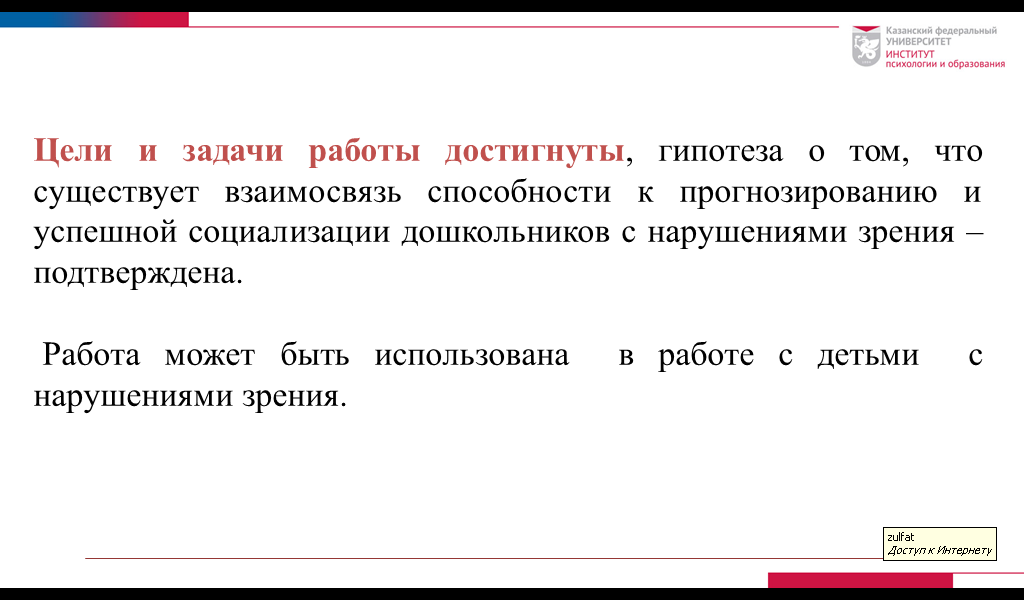 Казанский федеральный
УНИВЕРСИТЕТ
ИНСТИТУТ
психологии и образования
Цели и задачи работы достигнуты, гипотеза о том, что
существует взаимосвязь способности к прогнозированию и
успешной социализации дошкольников с нарушениями зрения –
подтверждена.
Работа может быть использована в работе с детьми с
нарушениями зрения.
zulfat
Доступ к Интернету